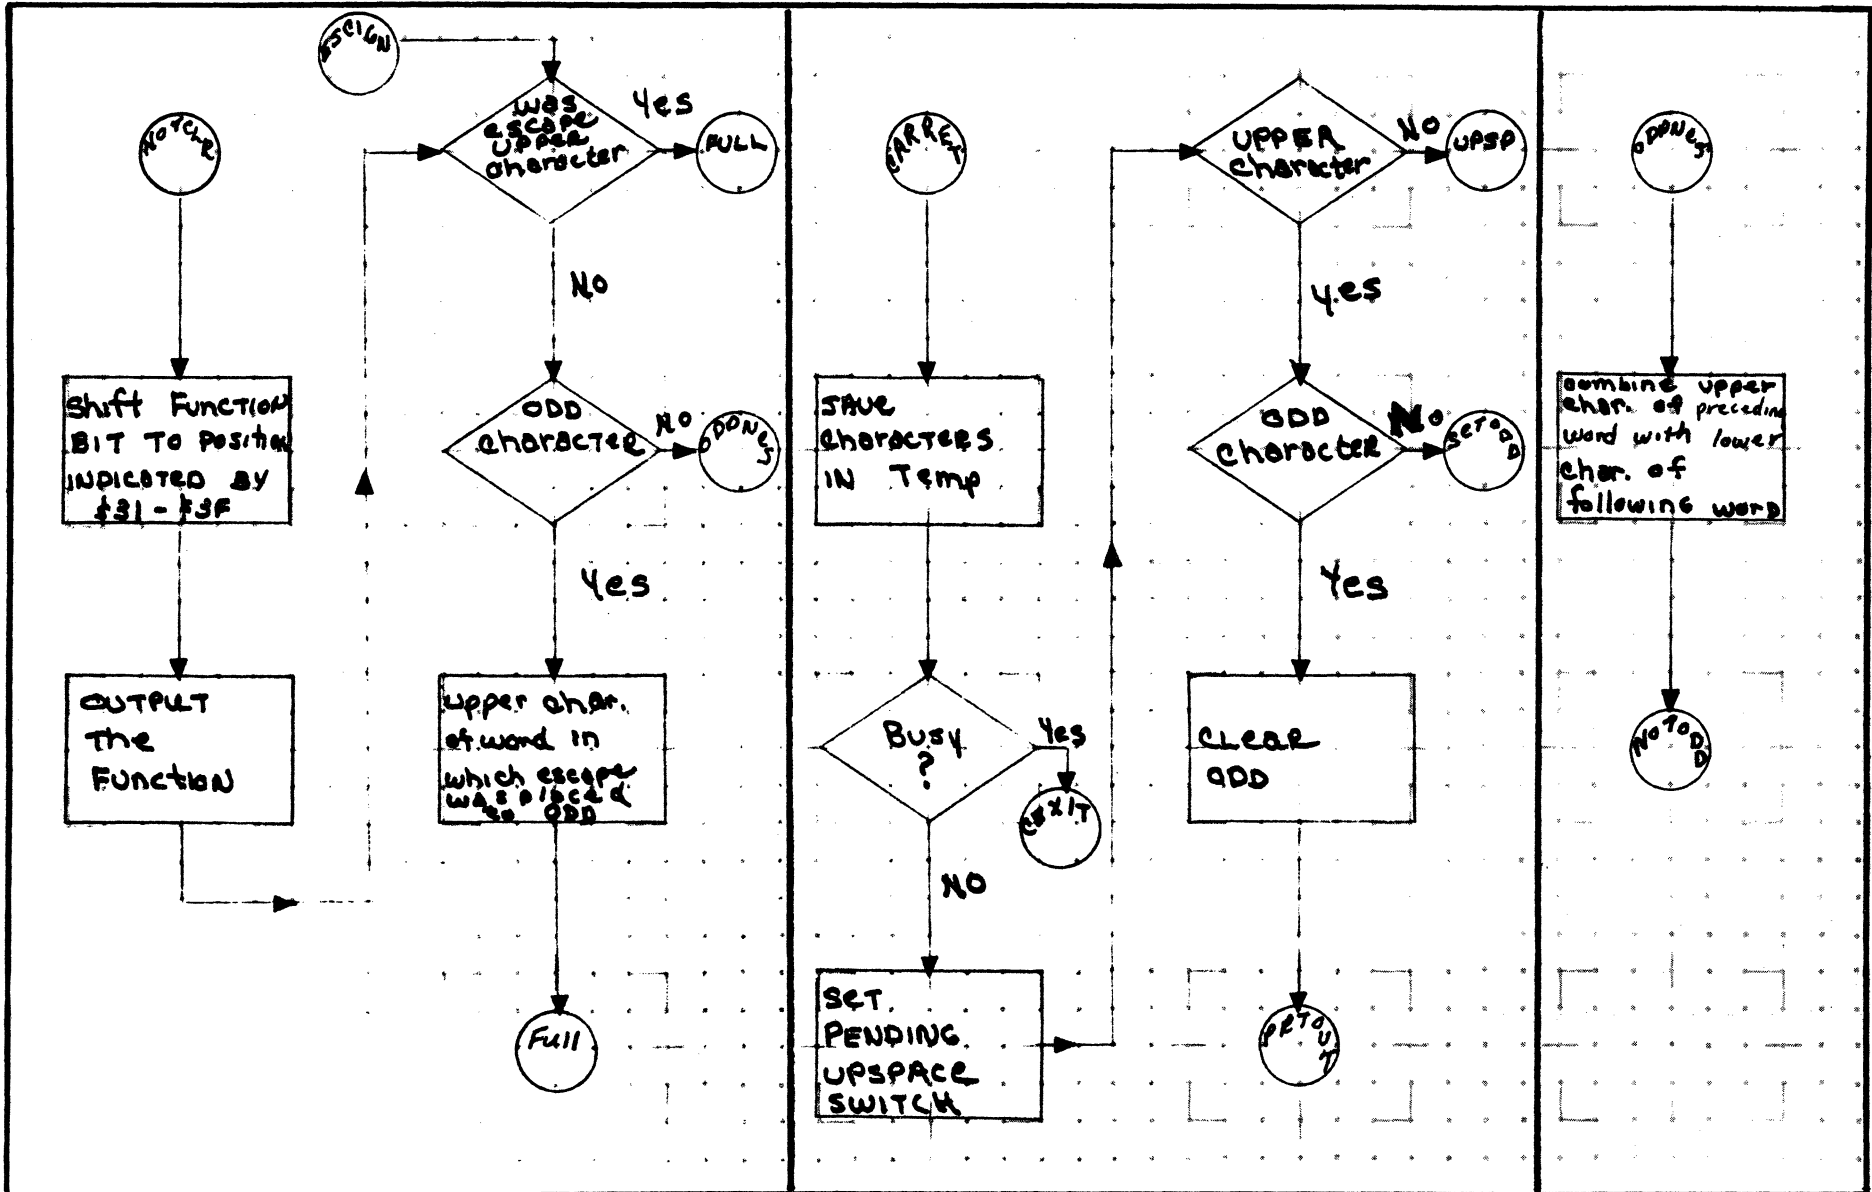 NOTCHR
Shift FUNCTION
BIT TO Position
INDICATED BY
$31 - $3F
OUTPUT
The
FUNCTION
ESCIGN
was
escape
upper
character
Yes
FULL
NO
ODD
character
NO
ODDNES
Yes
upper char.
of word in
which escape
was placed
ODD
Full
CARRET
SAVE
characters
IN Temp
Busy
?
Yes
CEXIT
NO
SET
PENDING
UPSPACE
SWITCH
UPPER
character
NO
UPSP
yes
ODD
character
No
SETODD
Yes
CLEAR
ODD
PRTOUT
ODDNES
combine upper
char. of preceding
word with lower
char. of
following word
NOTODD